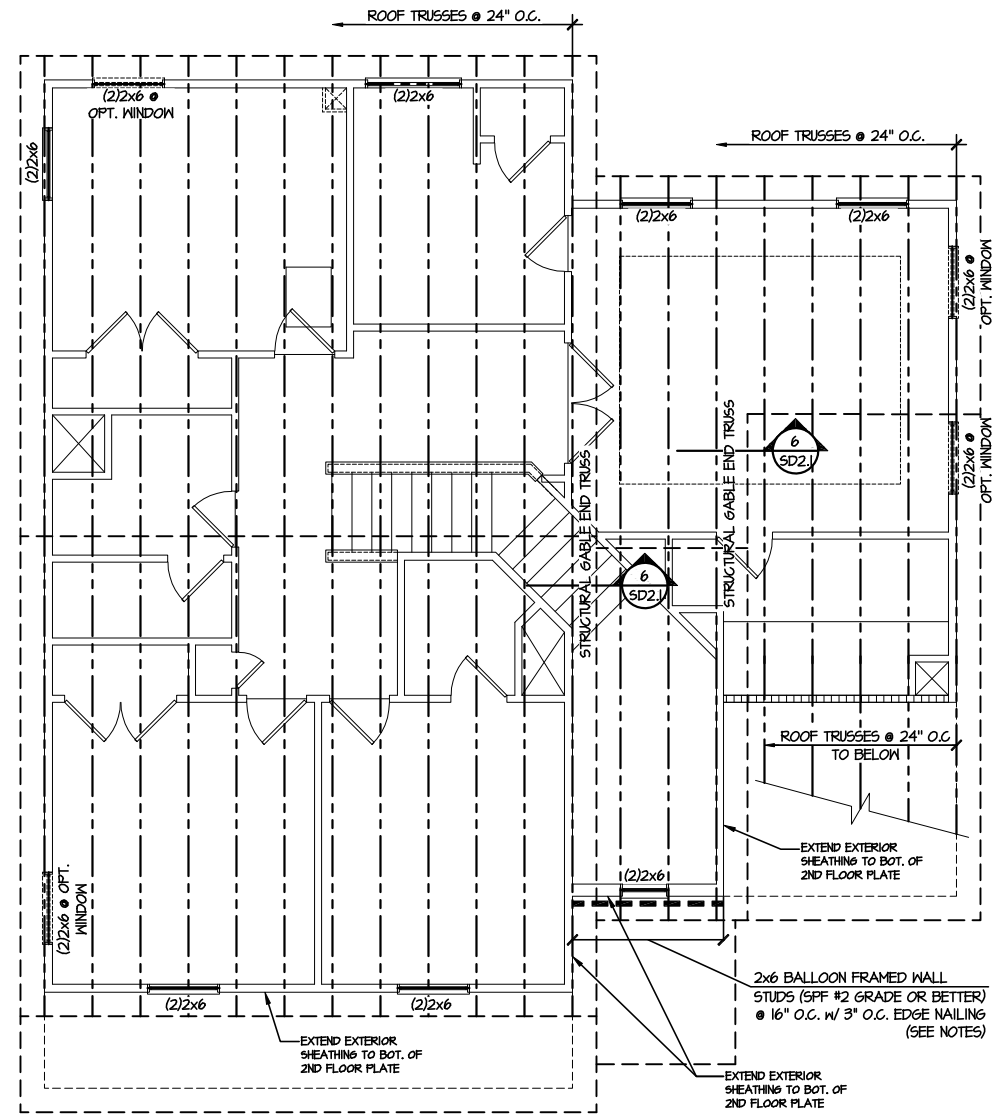 ROOF TRUSSES @ 24" O.C.
(2)2x6 @
OPT. WINDOW
(2)2x6
(2)2x6
ROOF TRUSSES @ 24" O.C.
(2)2x6
(2)2x6
(2)2x6 @
OPT. WINDOW
STRUCTURAL GABLE END TRUSS
6
SD2.1
(2)2x6 @
OPT. WINDOW
STRUCTURAL GABLE END TRUSS
6
SD2.1
ROOF TRUSSES @ 24" O.C.
TO BELOW
EXTEND EXTERIOR
SHEATHING TO BOT. OF
2ND FLOOR PLATE
(2)2x6
(2)2x6 @ OPT.
WINDOW
(2)2x6
(2)2x6
2x6 BALLOON FRAMED WALL
STUDS (SPF #2 GRADE OR BETTER)
@ 16" O.C. W/ 3" O.C. EDGE NAILING
(SEE NOTES)
EXTEND EXTERIOR
SHEATHING TO BOT. OF
2ND FLOOR PLATE
EXTEND EXTERIOR
SHEATHING TO BOT. OF
2ND FLOOR PLATE